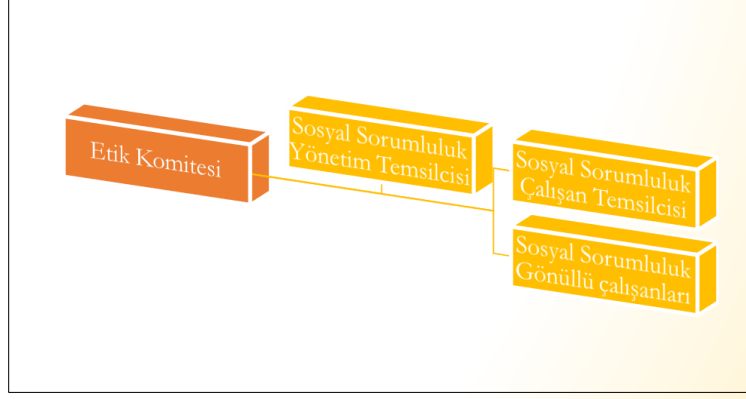 Etik Komitesi
Sosyal Sorumluluk
Yönetim Temsilcisi
Sosyal Sorumluluk
Çalışan Temsilcisi
Sosyal Sorumluluk
Gönüllü çalışanları